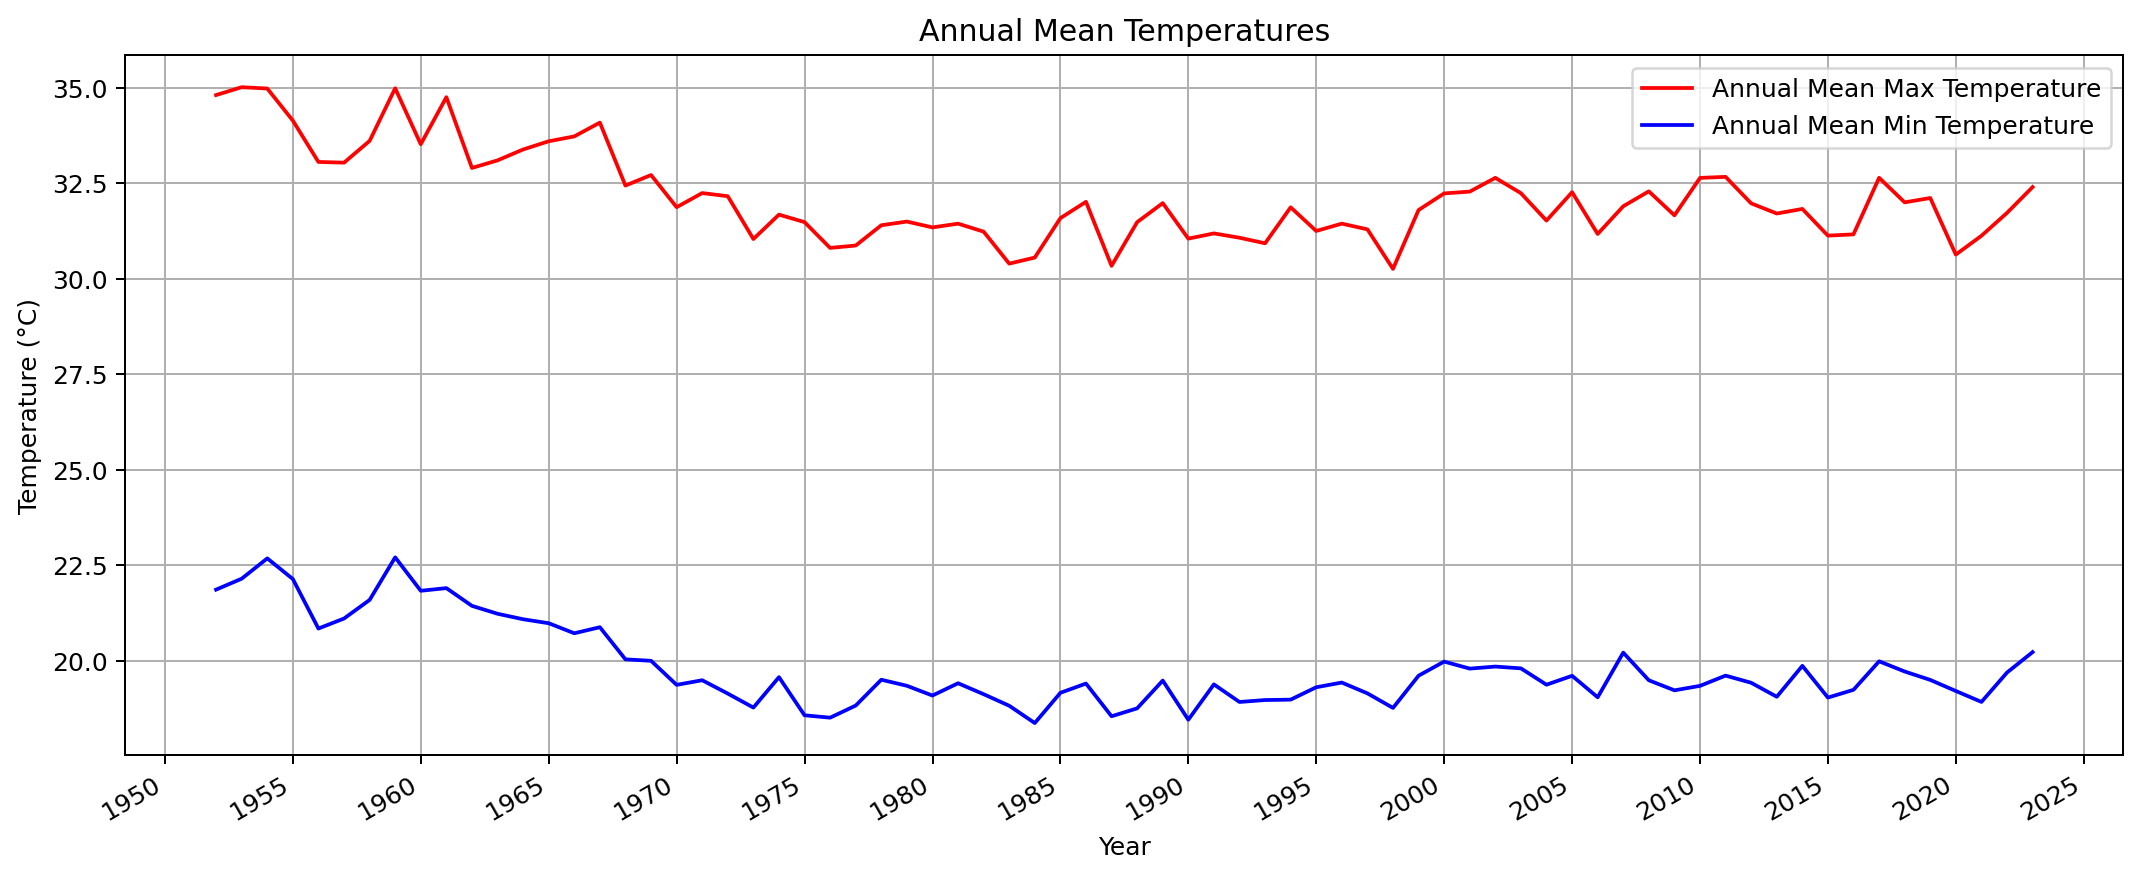 Annual Mean Temperatures
Annual Mean Max Temperature
Annual Mean Min Temperature
35.0
32.5
30.0
27.5
25.0
22.5
20.0
Temperature (°C)
1950 1955 1960 1965 1970 1975 1980 1985 1990 1995 2000 2005 2010 2015 2020 2025
Year